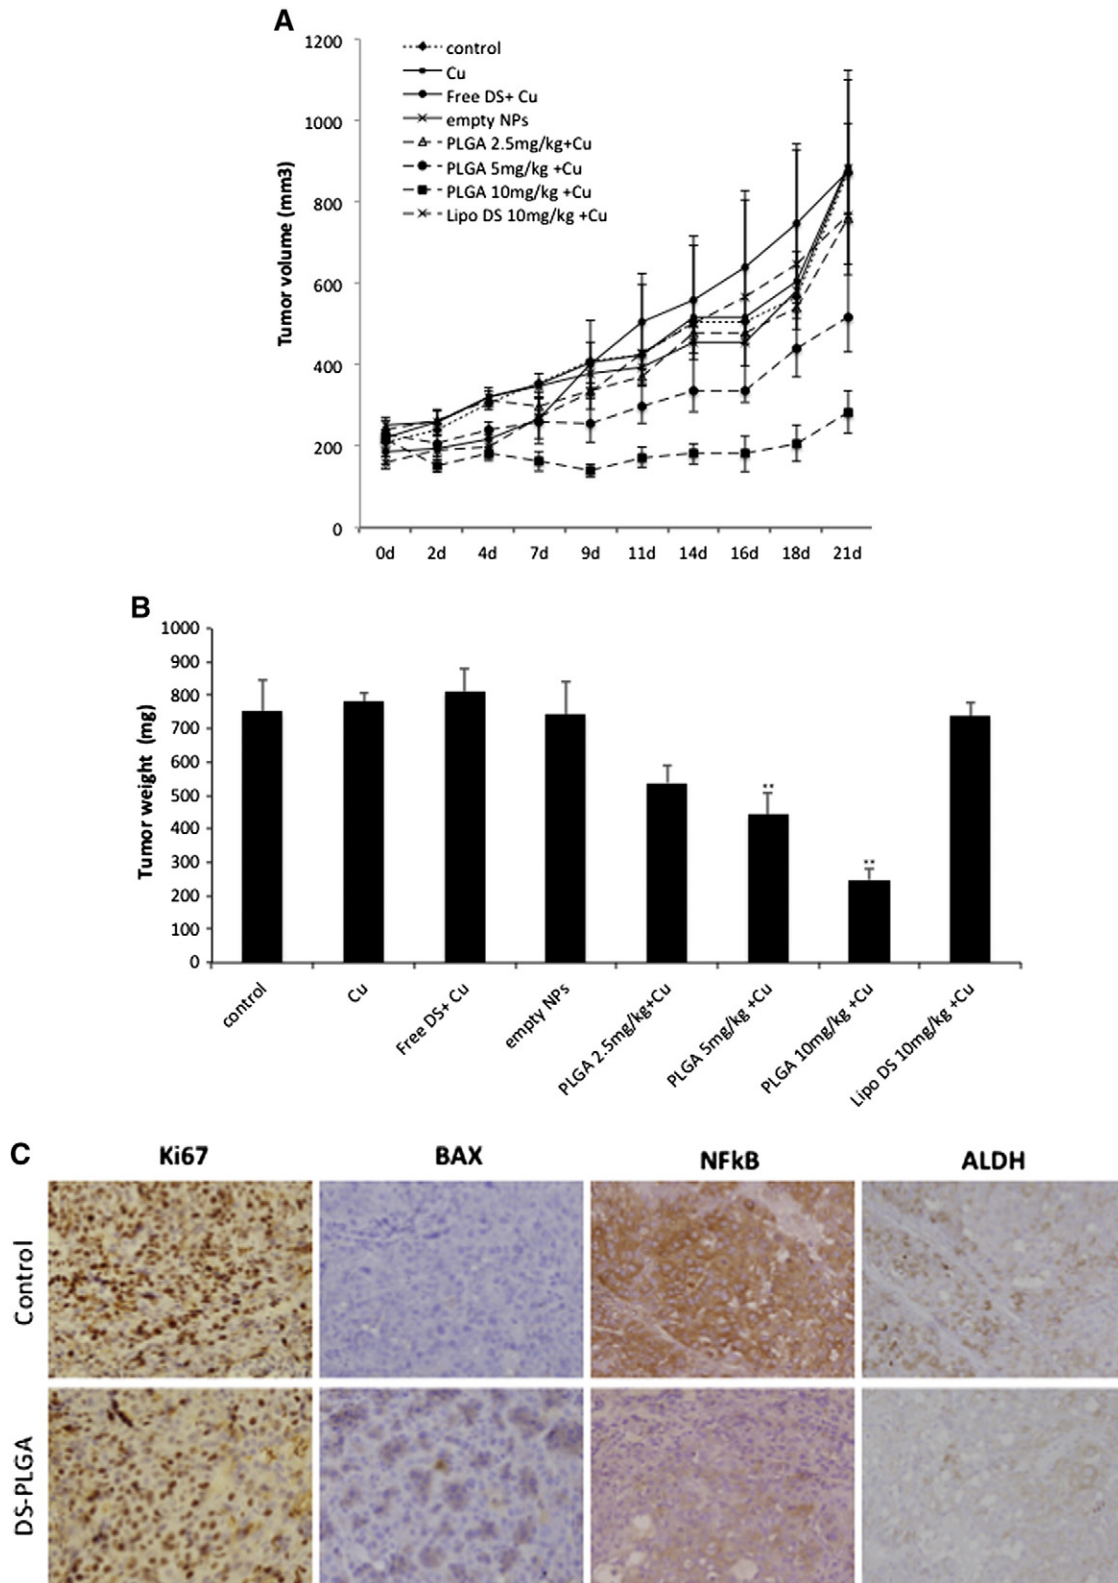 A
Tumor volume (mm3)
1200
1000
800
600
400
200
0
control
Cu
Free DS+ Cu
empty NPs
PLGA 2.5mg/kg+Cu
PLGA 5mg/kg +Cu
PLGA 10mg/kg +Cu
Lipo DS 10mg/kg +Cu
0d 2d 4d 7d 9d 11d 14d 16d 18d 21d
B
Tumor weight (mg)
1000
900
800
700
600
500
400
300
200
100
0
**
**
control
Cu
Free DS+ Cu
empty NPs
PLGA 2.5mg/kg+Cu
PLGA 5mg/kg +Cu
PLGA 10mg/kg +Cu
Lipo DS 10mg/kg +Cu
C
Ki67 BAX NFkB ALDH
Control
DS-PLGA